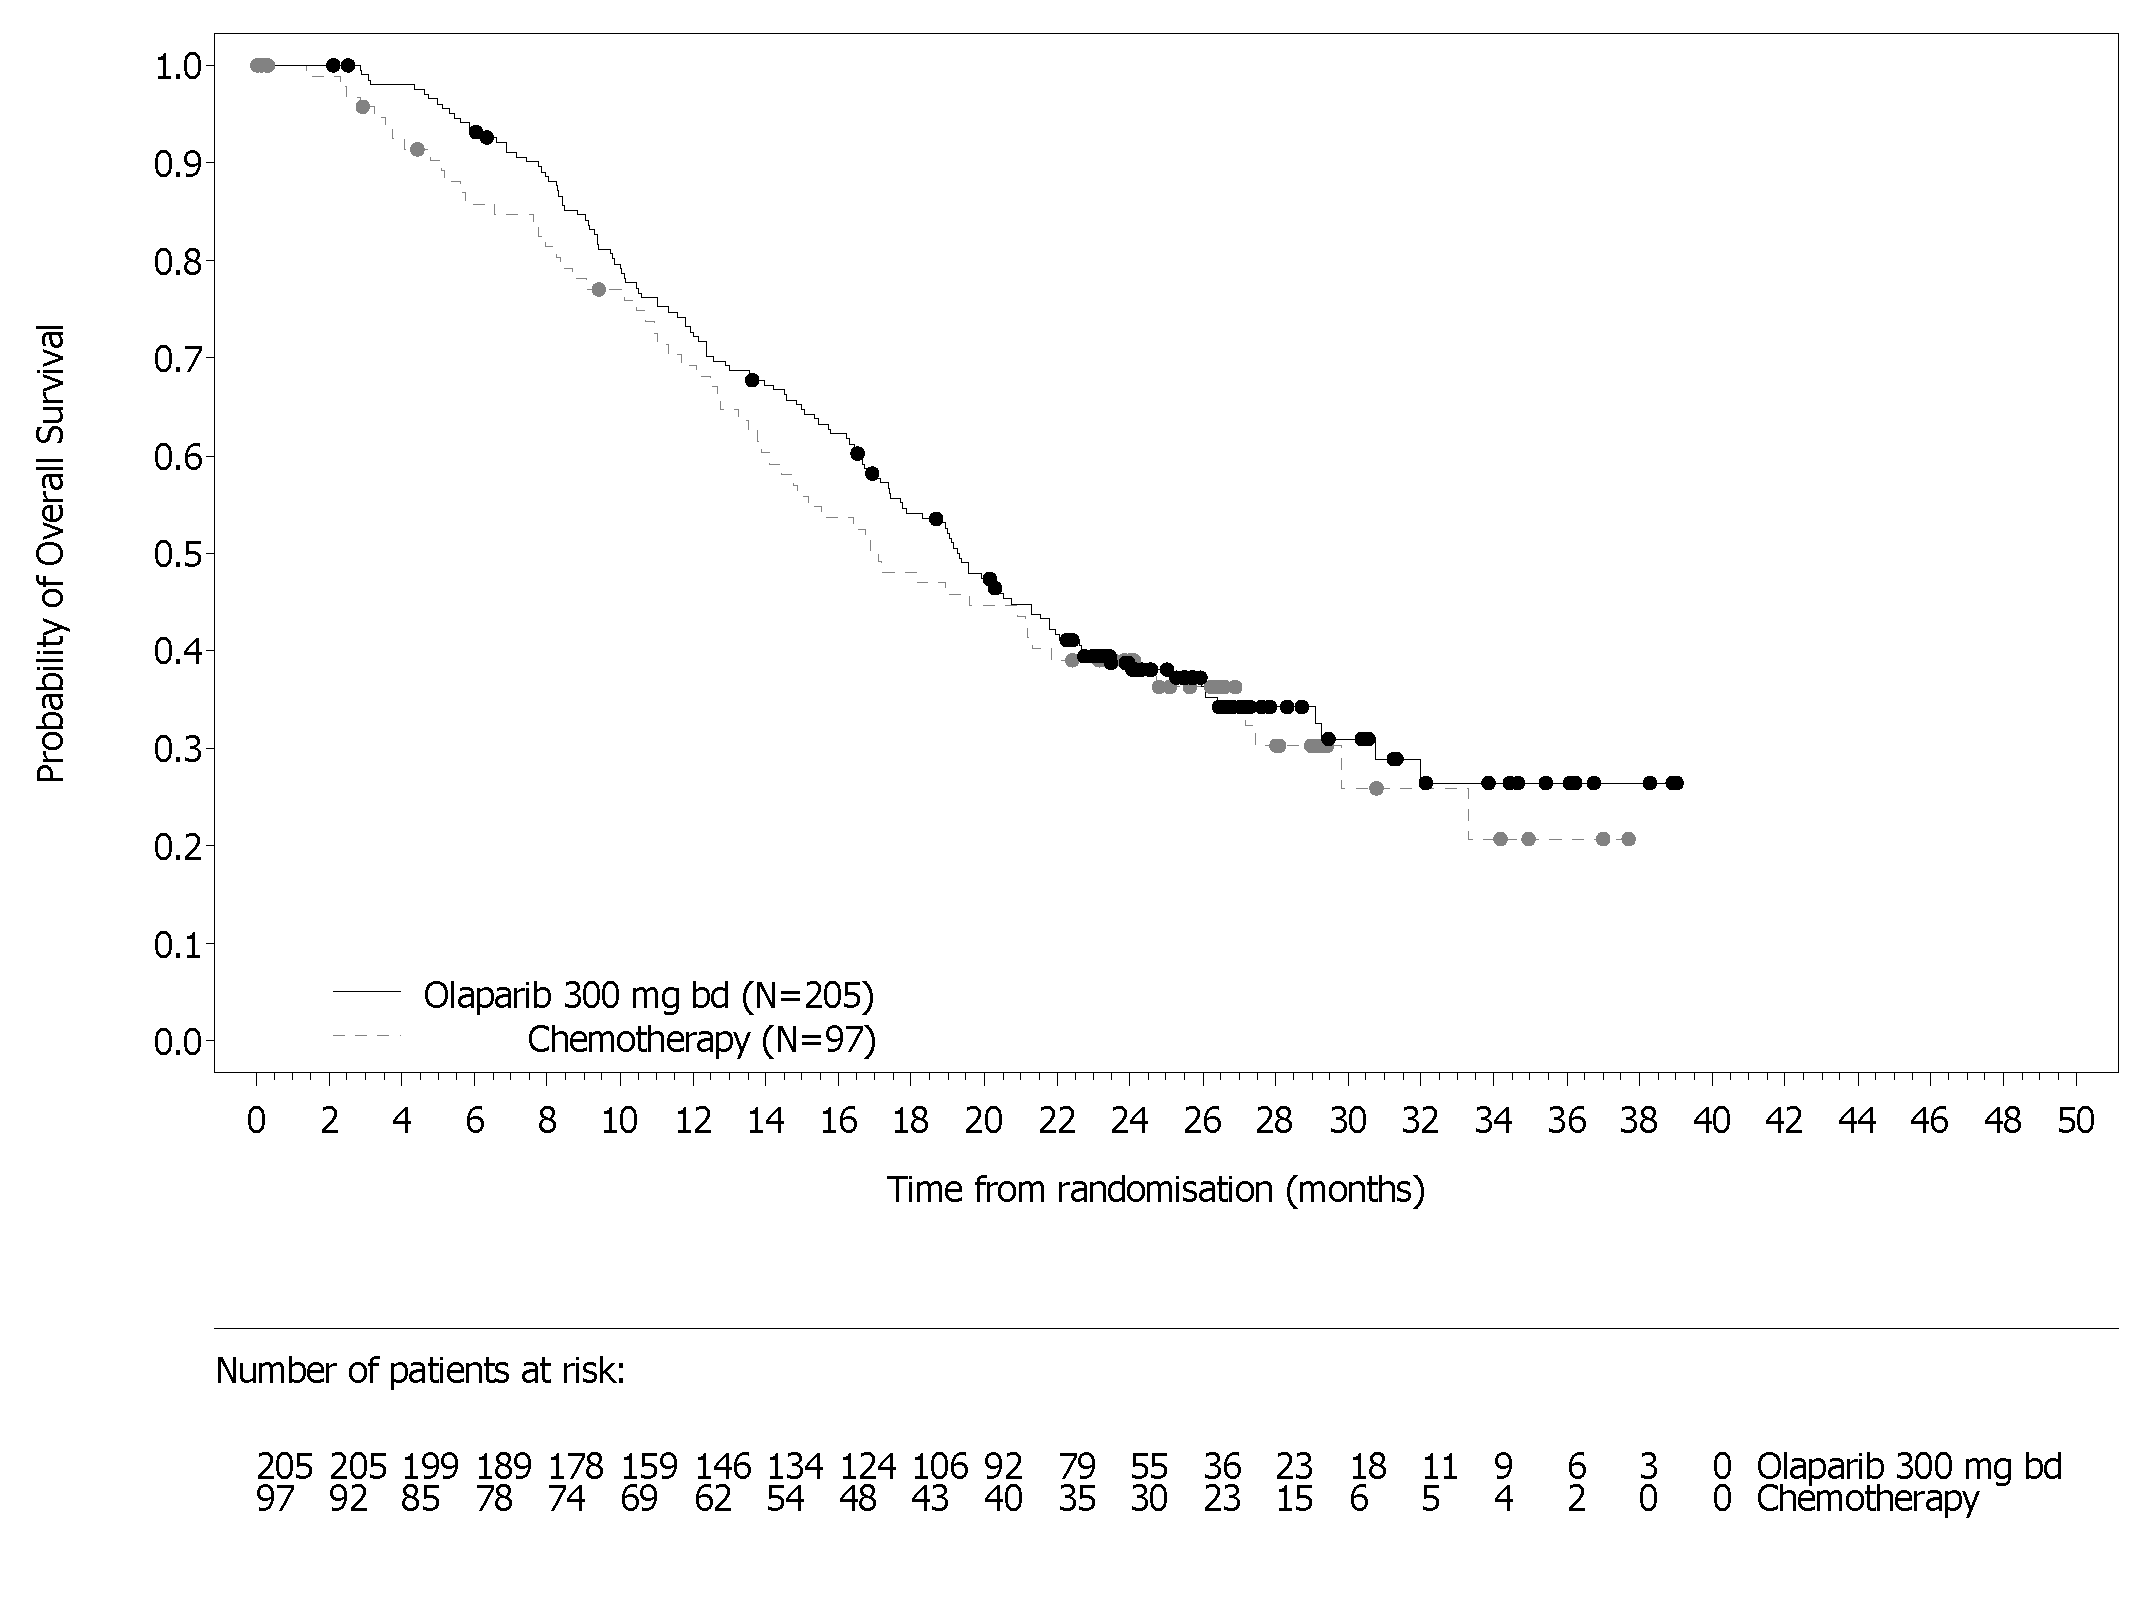 Probability of Overall Survival
1.0
0.9
0.8
0.7
0.6
0.5
0.4
0.3
0.2
0.1
0.0
Olaparib 300 mg bd (N=205)
Chemotherapy (N=97)
0 2 4 6 8 10 12 14 16 18 20 22 24 26 28 30 32 34 36 38 40 42 44 46 48 50
Time from randomisation (months)
Number of patients at risk:
205 205 199 189 178 159 146 134 124 106 92 79 55 36 23 18 11 9 6 3 0 Olaparib 300 mg bd
97 92 85 78 74 69 62 54 48 43 40 35 30 23 15 6 5 4 2 0 0 Chemotherapy